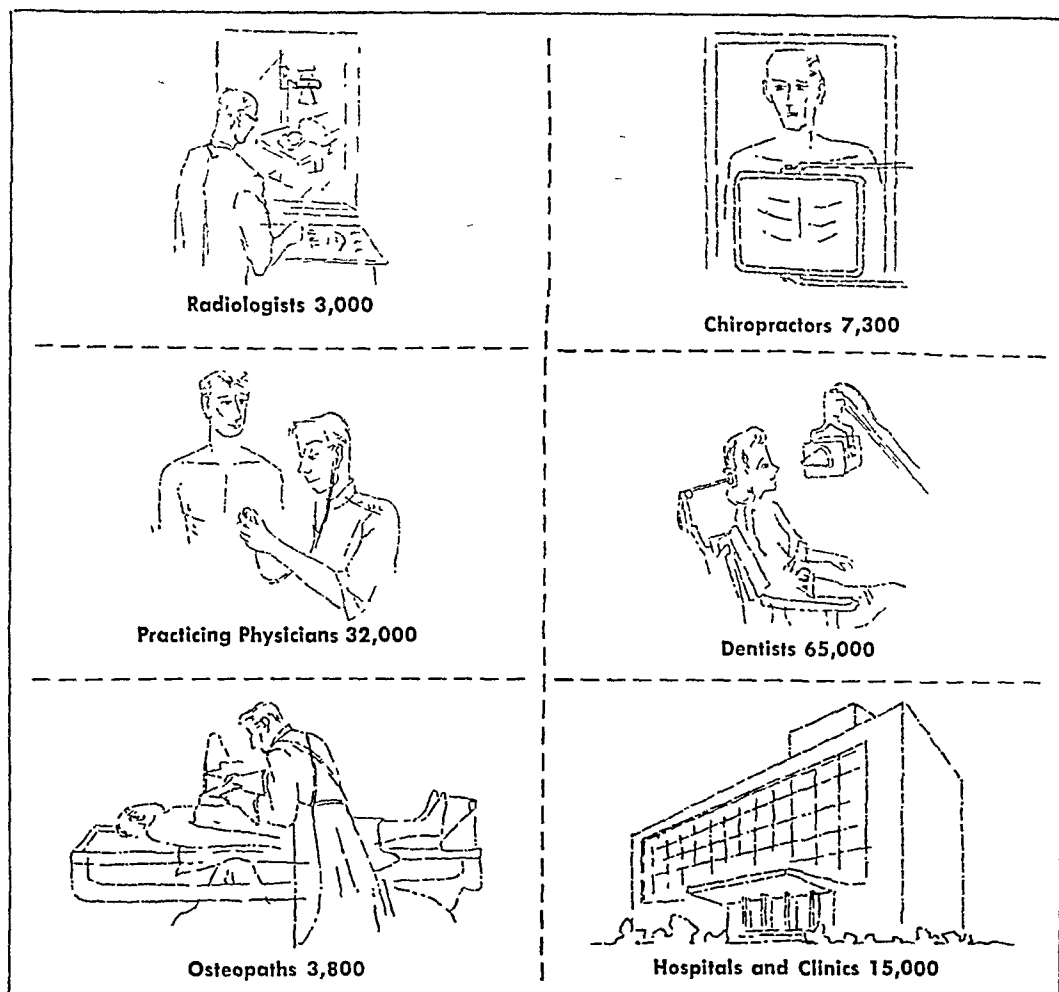 Radiologists 3,000
Chiropractors 7,300
Practicing Physicians 32,000
Dentists 65,000
Osteopaths 3,800
Hospitals and Clinics 15,000